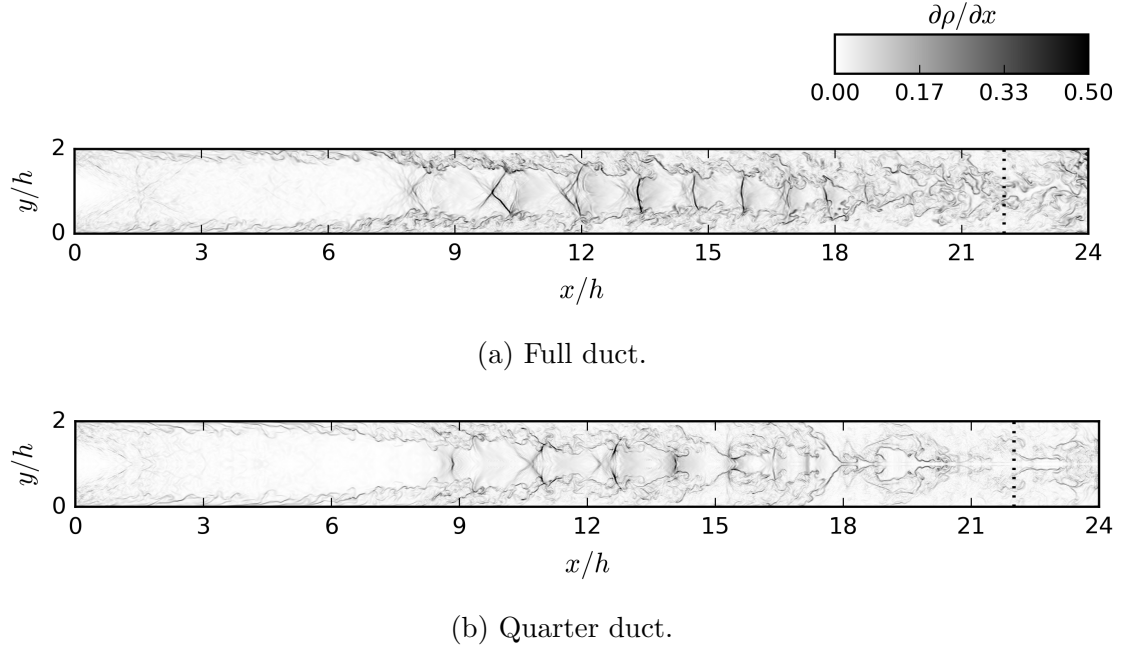 ∂ρ/∂x
0.00 0.17 0.33 0.50
y/h
2
0
0 3 6 9 12 15 18 21 24
x/h
(a) Full duct.
y/h
2
0
0 3 6 9 12 15 18 21 24
x/h
(b) Quarter duct.